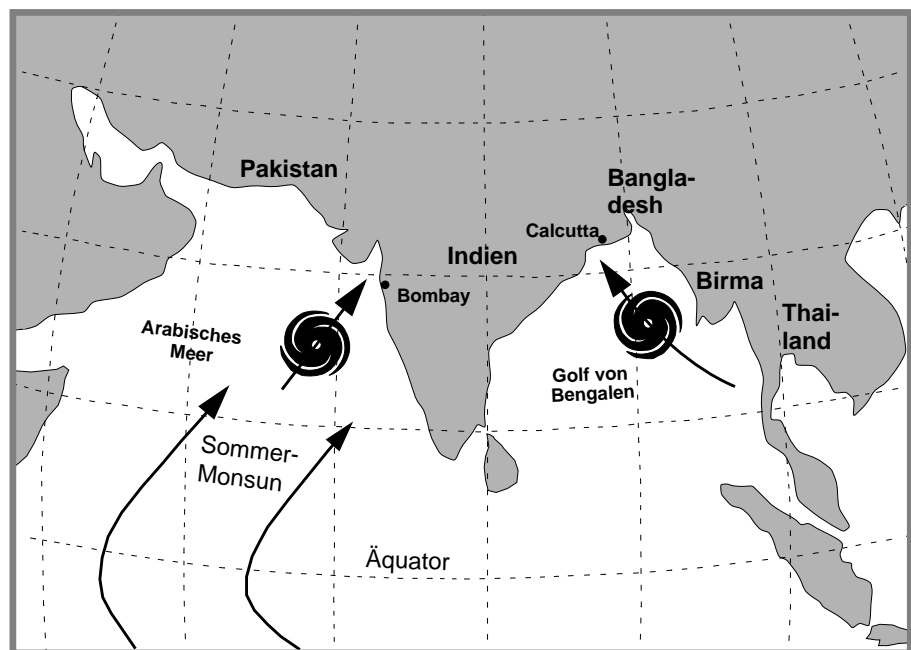 Pakistan
Bangla-
desh
Calcutta
Indien
Birma
Bombay
Thai-
land
Arabisches
Meer
Golf von
Bengalen
Sommer-
Monsun
Äquator